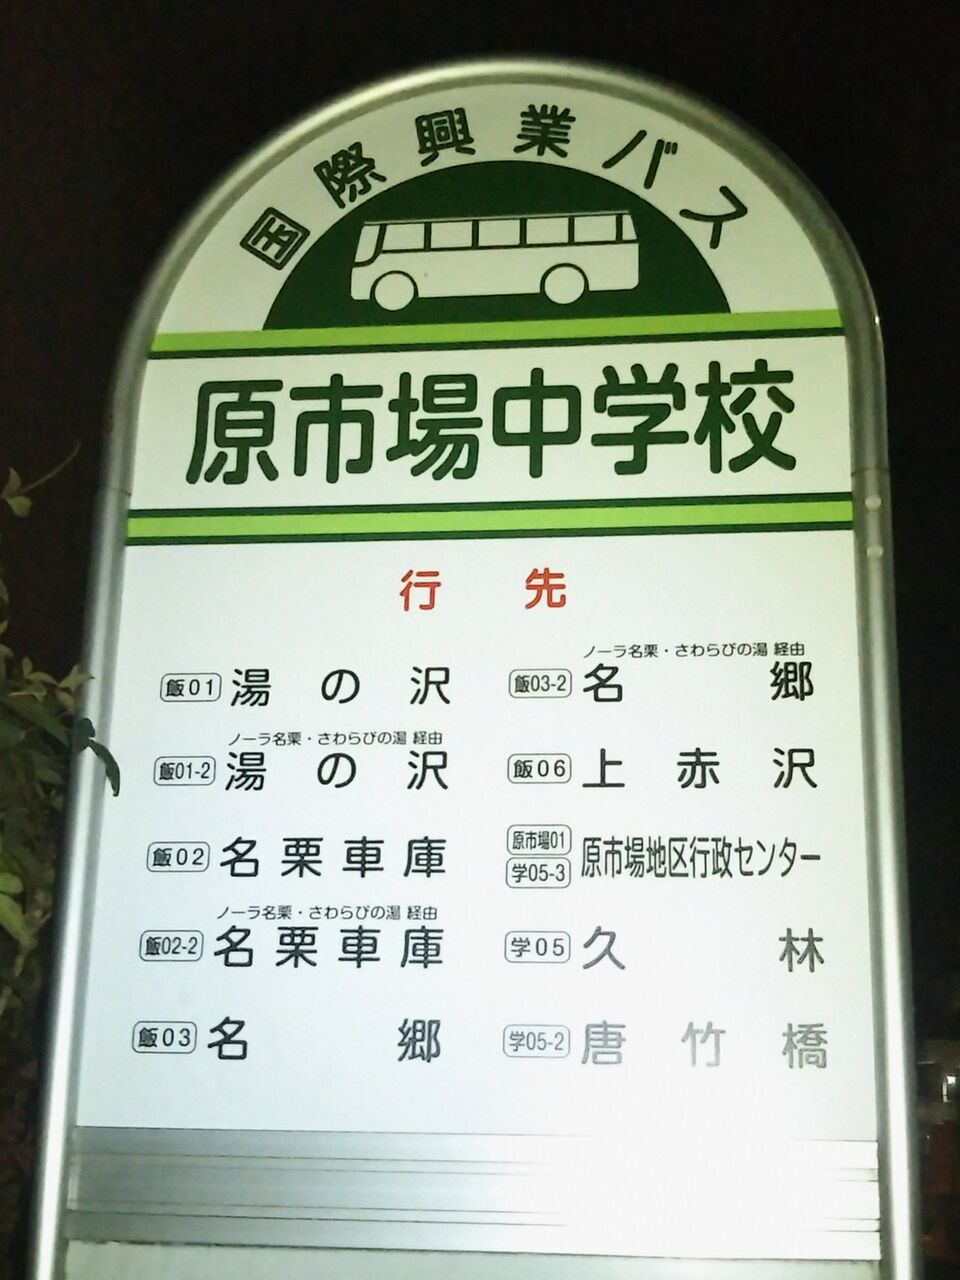 国際興業バス
原市場中学校
行先
飯01 湯の沢
ノーラ名栗・さわらびの湯 経由
飯01-2 湯の沢
飯02 名栗車庫
ノーラ名栗・さわらびの湯 経由
飯02-2 名栗車庫
飯03 名郷
ノーラ名栗・さわらびの湯 経由
飯03-2 名郷
飯06 上赤沢
原市場01
学05-3 原市場地区行政センター
学05 久林
学05-2 唐竹橋